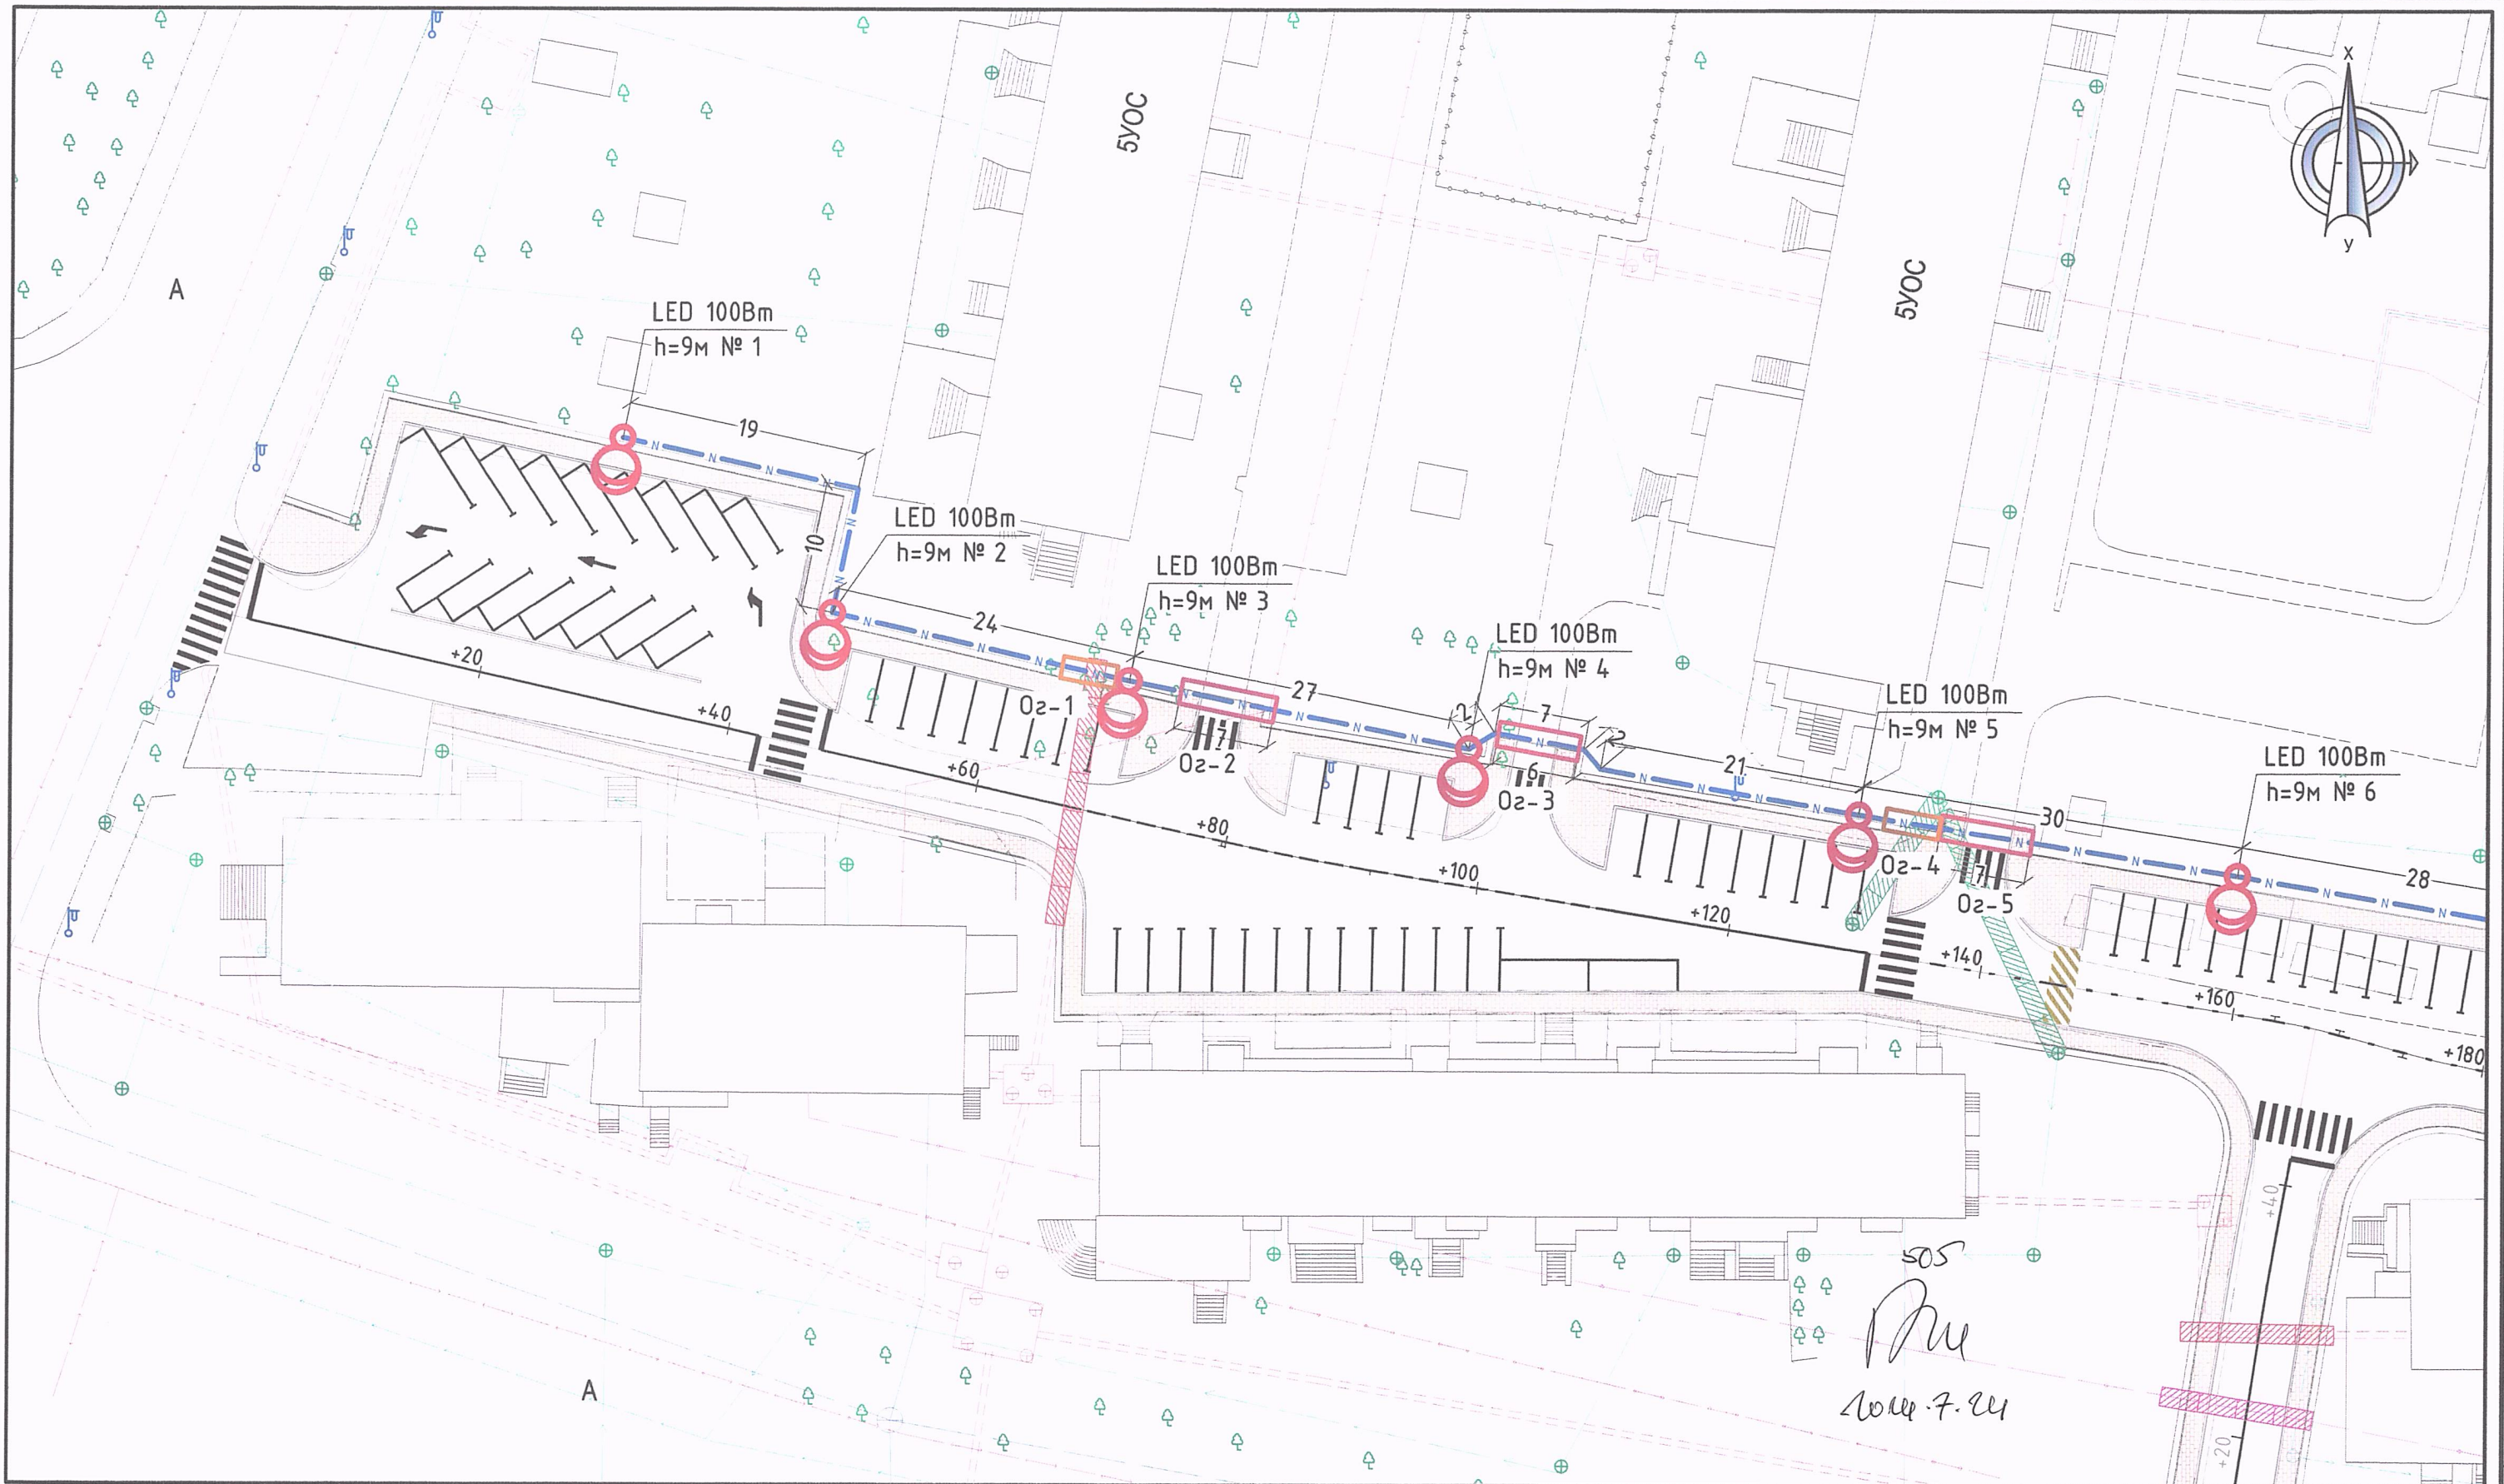 X
y
5УОС
5УОС
A
LED 100Вт
h=9м № 1
19
10
LED 100Вт
h=9м № 2
24
LED 100Вт
h=9м № 3
27
LED 100Вт
h=9м № 4
2
7
2
21
LED 100Вт
h=9м № 5
30
LED 100Вт
h=9м № 6
28
Ог-1
7
Ог-2
6
Ог-3
Ог-4
7
Ог-5
+20
+40
+60
+80
+100
+120
+140
+160
+180
+40
+20
A
505